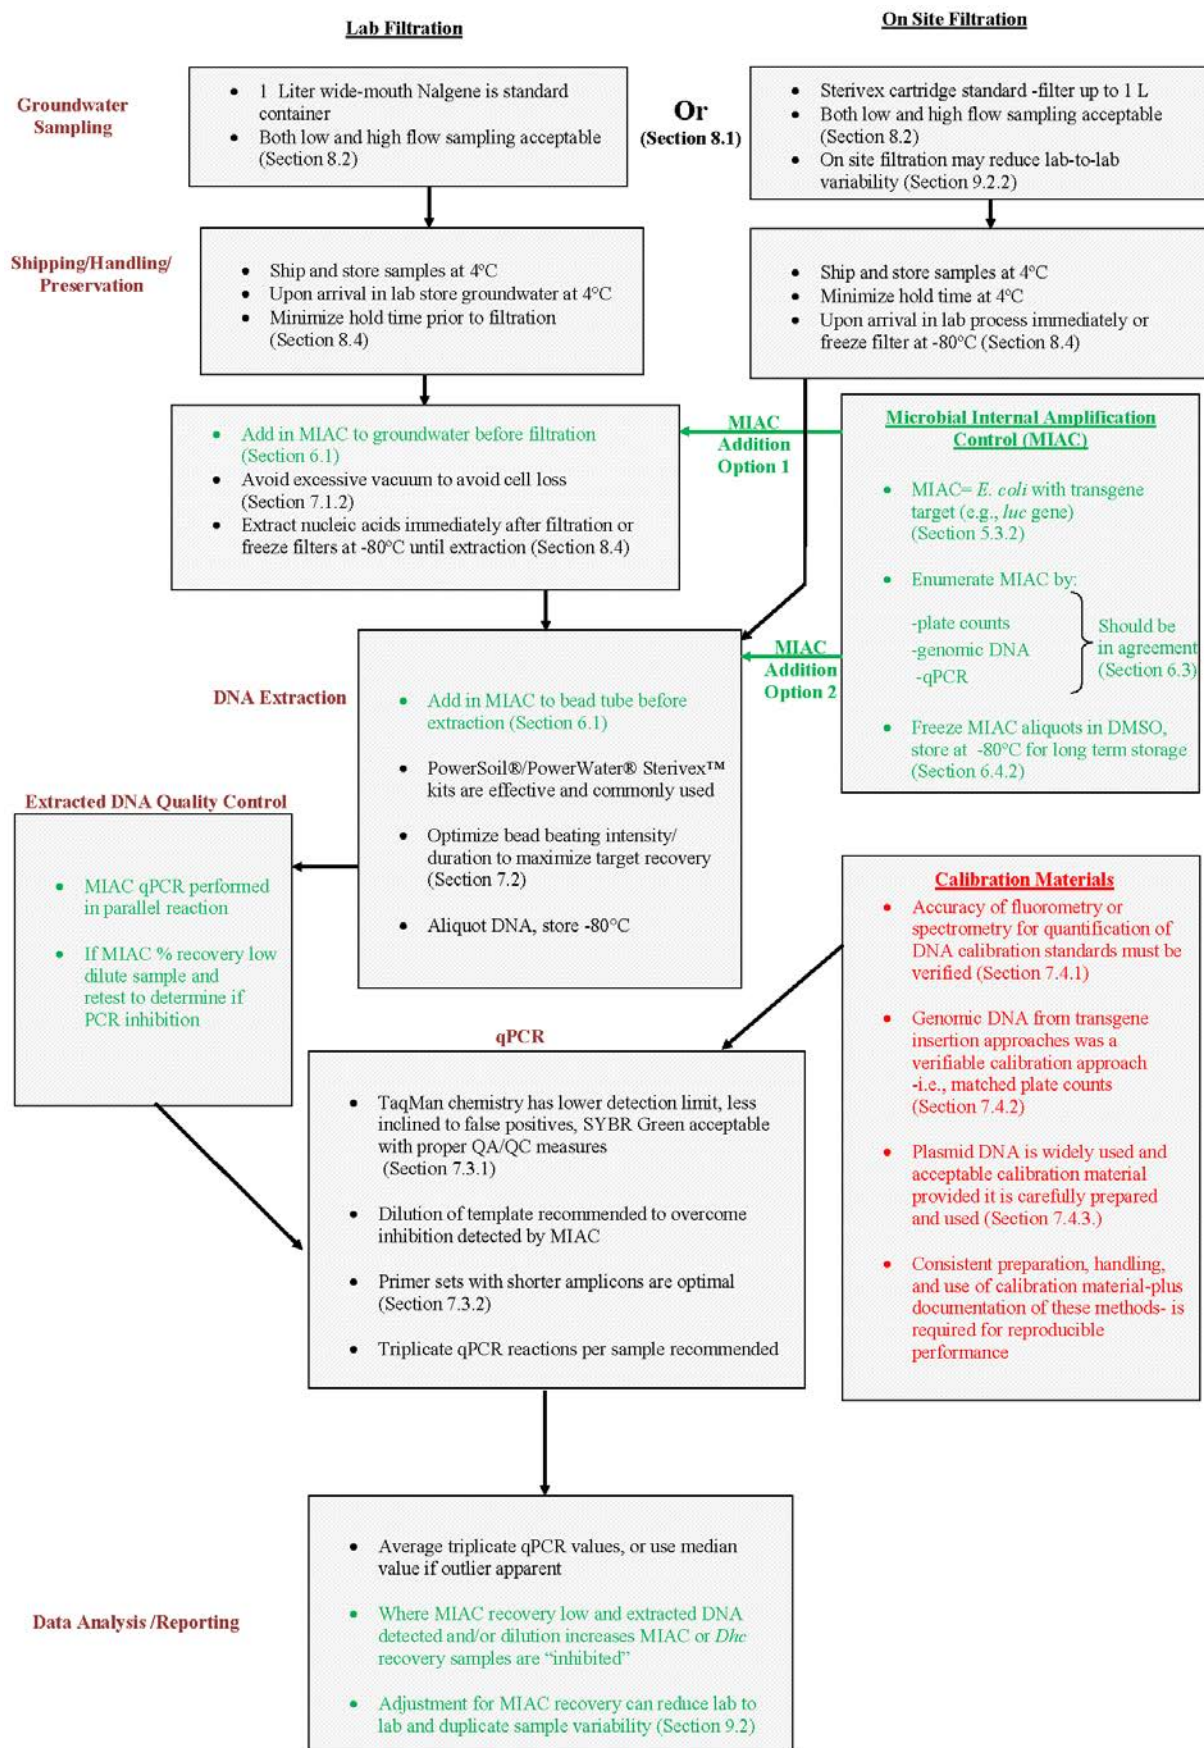 Lab Filtration
On Site Filtration
Groundwater
Sampling
• 1 Liter wide-mouth Nalgene is standard
container
• Both low and high flow sampling acceptable
(Section 8.2)
Or
(Section 8.1)
• Sterivex cartridge standard -filter up to 1 L
• Both low and high flow sampling acceptable
(Section 8.2)
• On site filtration may reduce lab-to-lab
variability (Section 9.2.2)
Shipping/Handling/
Preservation
• Ship and store samples at 4°C
• Upon arrival in lab store groundwater at 4°C
• Minimize hold time prior to filtration
(Section 8.4)
• Ship and store samples at 4°C
• Minimize hold time at 4°C
• Upon arrival in lab process immediately or
freeze filter at -80°C (Section 8.4)
• Add in MIAC to groundwater before filtration
(Section 6.1)
• Avoid excessive vacuum to avoid cell loss
(Section 7.1.2)
• Extract nucleic acids immediately after filtration or
freeze filters at -80°C until extraction (Section 8.4)
MIAC
Addition
Option 1
Microbial Internal Amplification
Control (MIAC)
• MIAC= E. coli with transgene
target (e.g., luc gene)
(Section 5.3.2)
• Enumerate MIAC by:
-plate counts
-genomic DNA
-qPCR
Should be
in agreement
(Section 6.3)
• Freeze MIAC aliquots in DMSO,
store at -80°C for long term storage
(Section 6.4.2)
MIAC
Addition
Option 2
DNA Extraction
• Add in MIAC to bead tube before
extraction (Section 6.1)
• PowerSoil®/PowerWater® Sterivex™
kits are effective and commonly used
• Optimize bead beating intensity/
duration to maximize target recovery
(Section 7.2)
• Aliquot DNA, store -80°C
Extracted DNA Quality Control
• MIAC qPCR performed
in parallel reaction
• If MIAC % recovery low
dilute sample and
retest to determine if
PCR inhibition
Calibration Materials
• Accuracy of fluorometry or
spectrometry for quantification of
DNA calibration standards must be
verified (Section 7.4.1)
• Genomic DNA from transgene
insertion approaches was a
verifiable calibration approach
-i.e., matched plate counts
(Section 7.4.2)
• Plasmid DNA is widely used and
acceptable calibration material
provided it is carefully prepared
and used (Section 7.4.3.)
• Consistent preparation, handling,
and use of calibration material-plus
documentation of these methods- is
required for reproducible
performance
qPCR
• TaqMan chemistry has lower detection limit, less
inclined to false positives, SYBR Green acceptable
with proper QA/QC measures
(Section 7.3.1)
• Dilution of template recommended to overcome
inhibition detected by MIAC
• Primer sets with shorter amplicons are optimal
(Section 7.3.2)
• Triplicate qPCR reactions per sample recommended
Data Analysis /Reporting
• Average triplicate qPCR values, or use median
value if outlier apparent
• Where MIAC recovery low and extracted DNA
detected and/or dilution increases MIAC or Dhc
recovery samples are “inhibited”
• Adjustment for MIAC recovery can reduce lab to
lab and duplicate sample variability (Section 9.2)